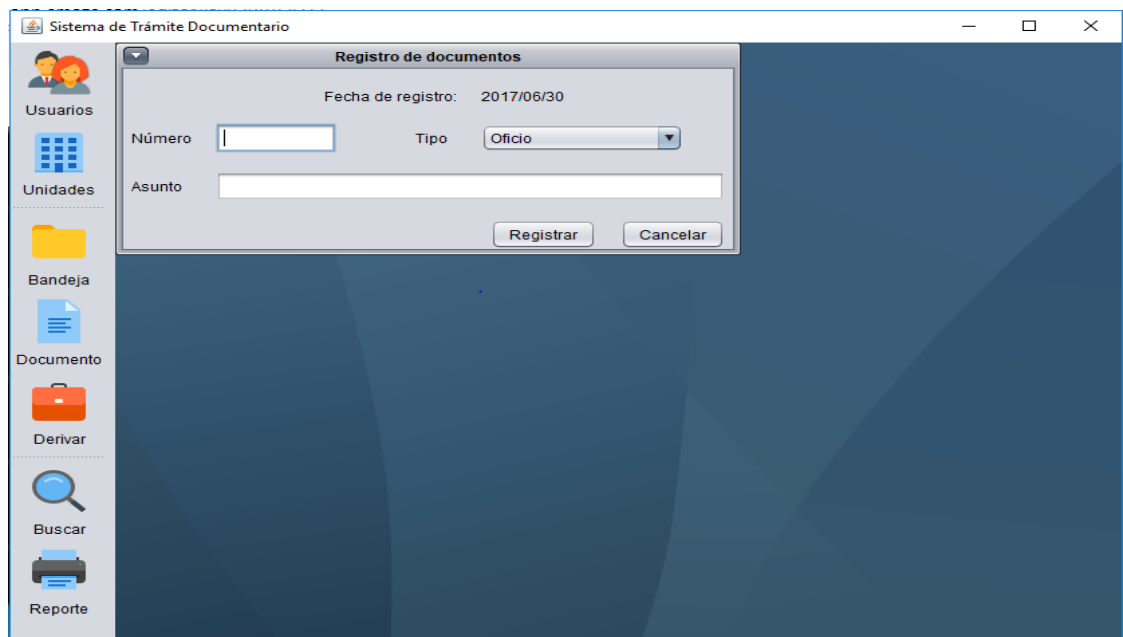 Sistema de Trámite Documentario
Usuarios
Unidades
Bandeja
Documento
Derivar
Buscar
Reporte
Registro de documentos
Fecha de registro: 2017/06/30
Número Tipo Oficio
Asunto
Registrar Cancelar